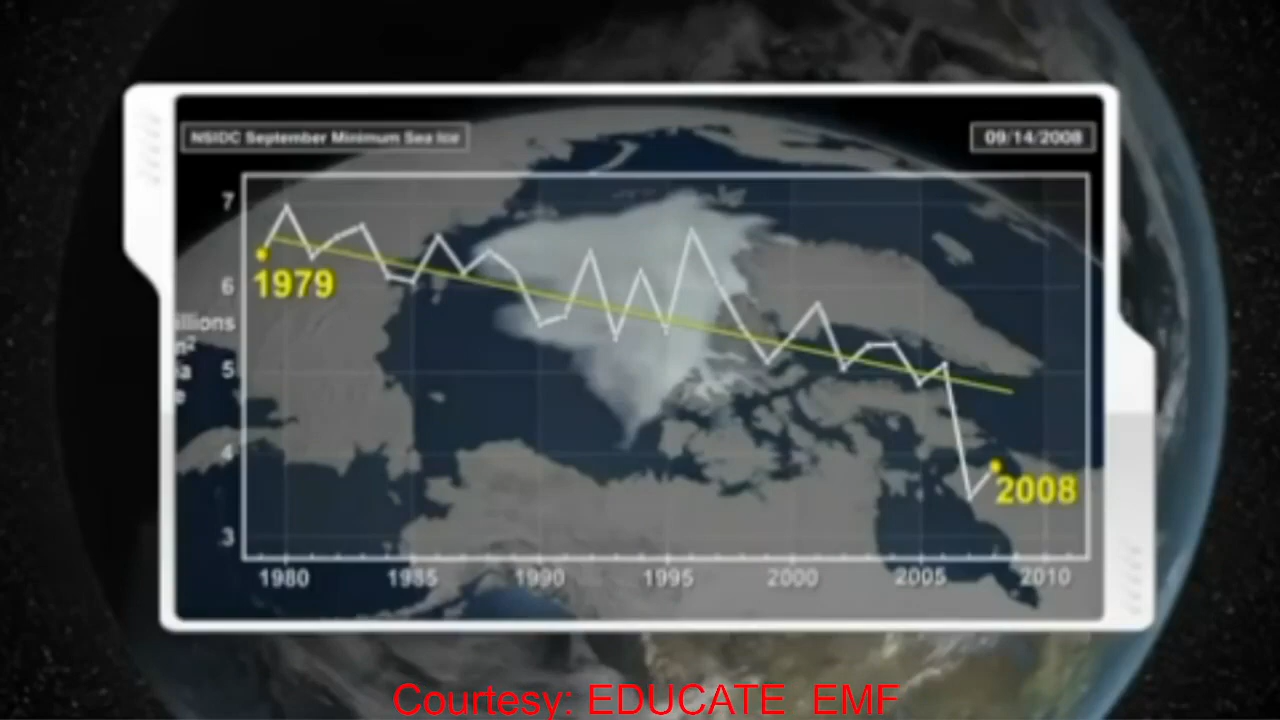 NSIDC September Minimum Sea Ice
09/14/2008
7
6
5
4
3
1979
2008
1980 1985 1990 1995 2000 2005 2010
Courtesy: EDUCATE EMF